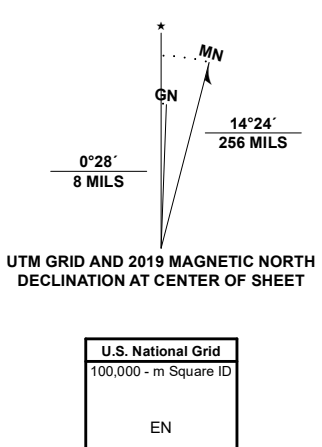 ★
MN
GN
14°24´
256 MILS
0°28´
8 MILS
UTM GRID AND 2019 MAGNETIC NORTH
DECLINATION AT CENTER OF SHEET
U.S. National Grid
100,000 - m Square ID
EN